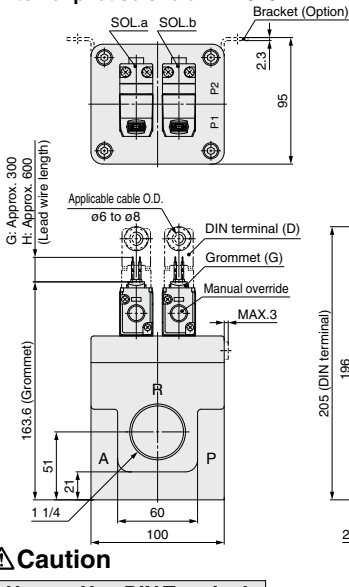 Bracket (Option)
SOL.a
SOL.b
2.3
95
P2
P1
G: Approx. 300
H: Approx. 600
(Lead wire length)
Applicable cable O.D.
ø6 to ø8
DIN terminal (D)
Grommet (G)
Manual override
MAX.3
163.6 (Grommet)
205 (DIN terminal)
196
R
A
P
51
21
1 1/4
60
100
2
Caution